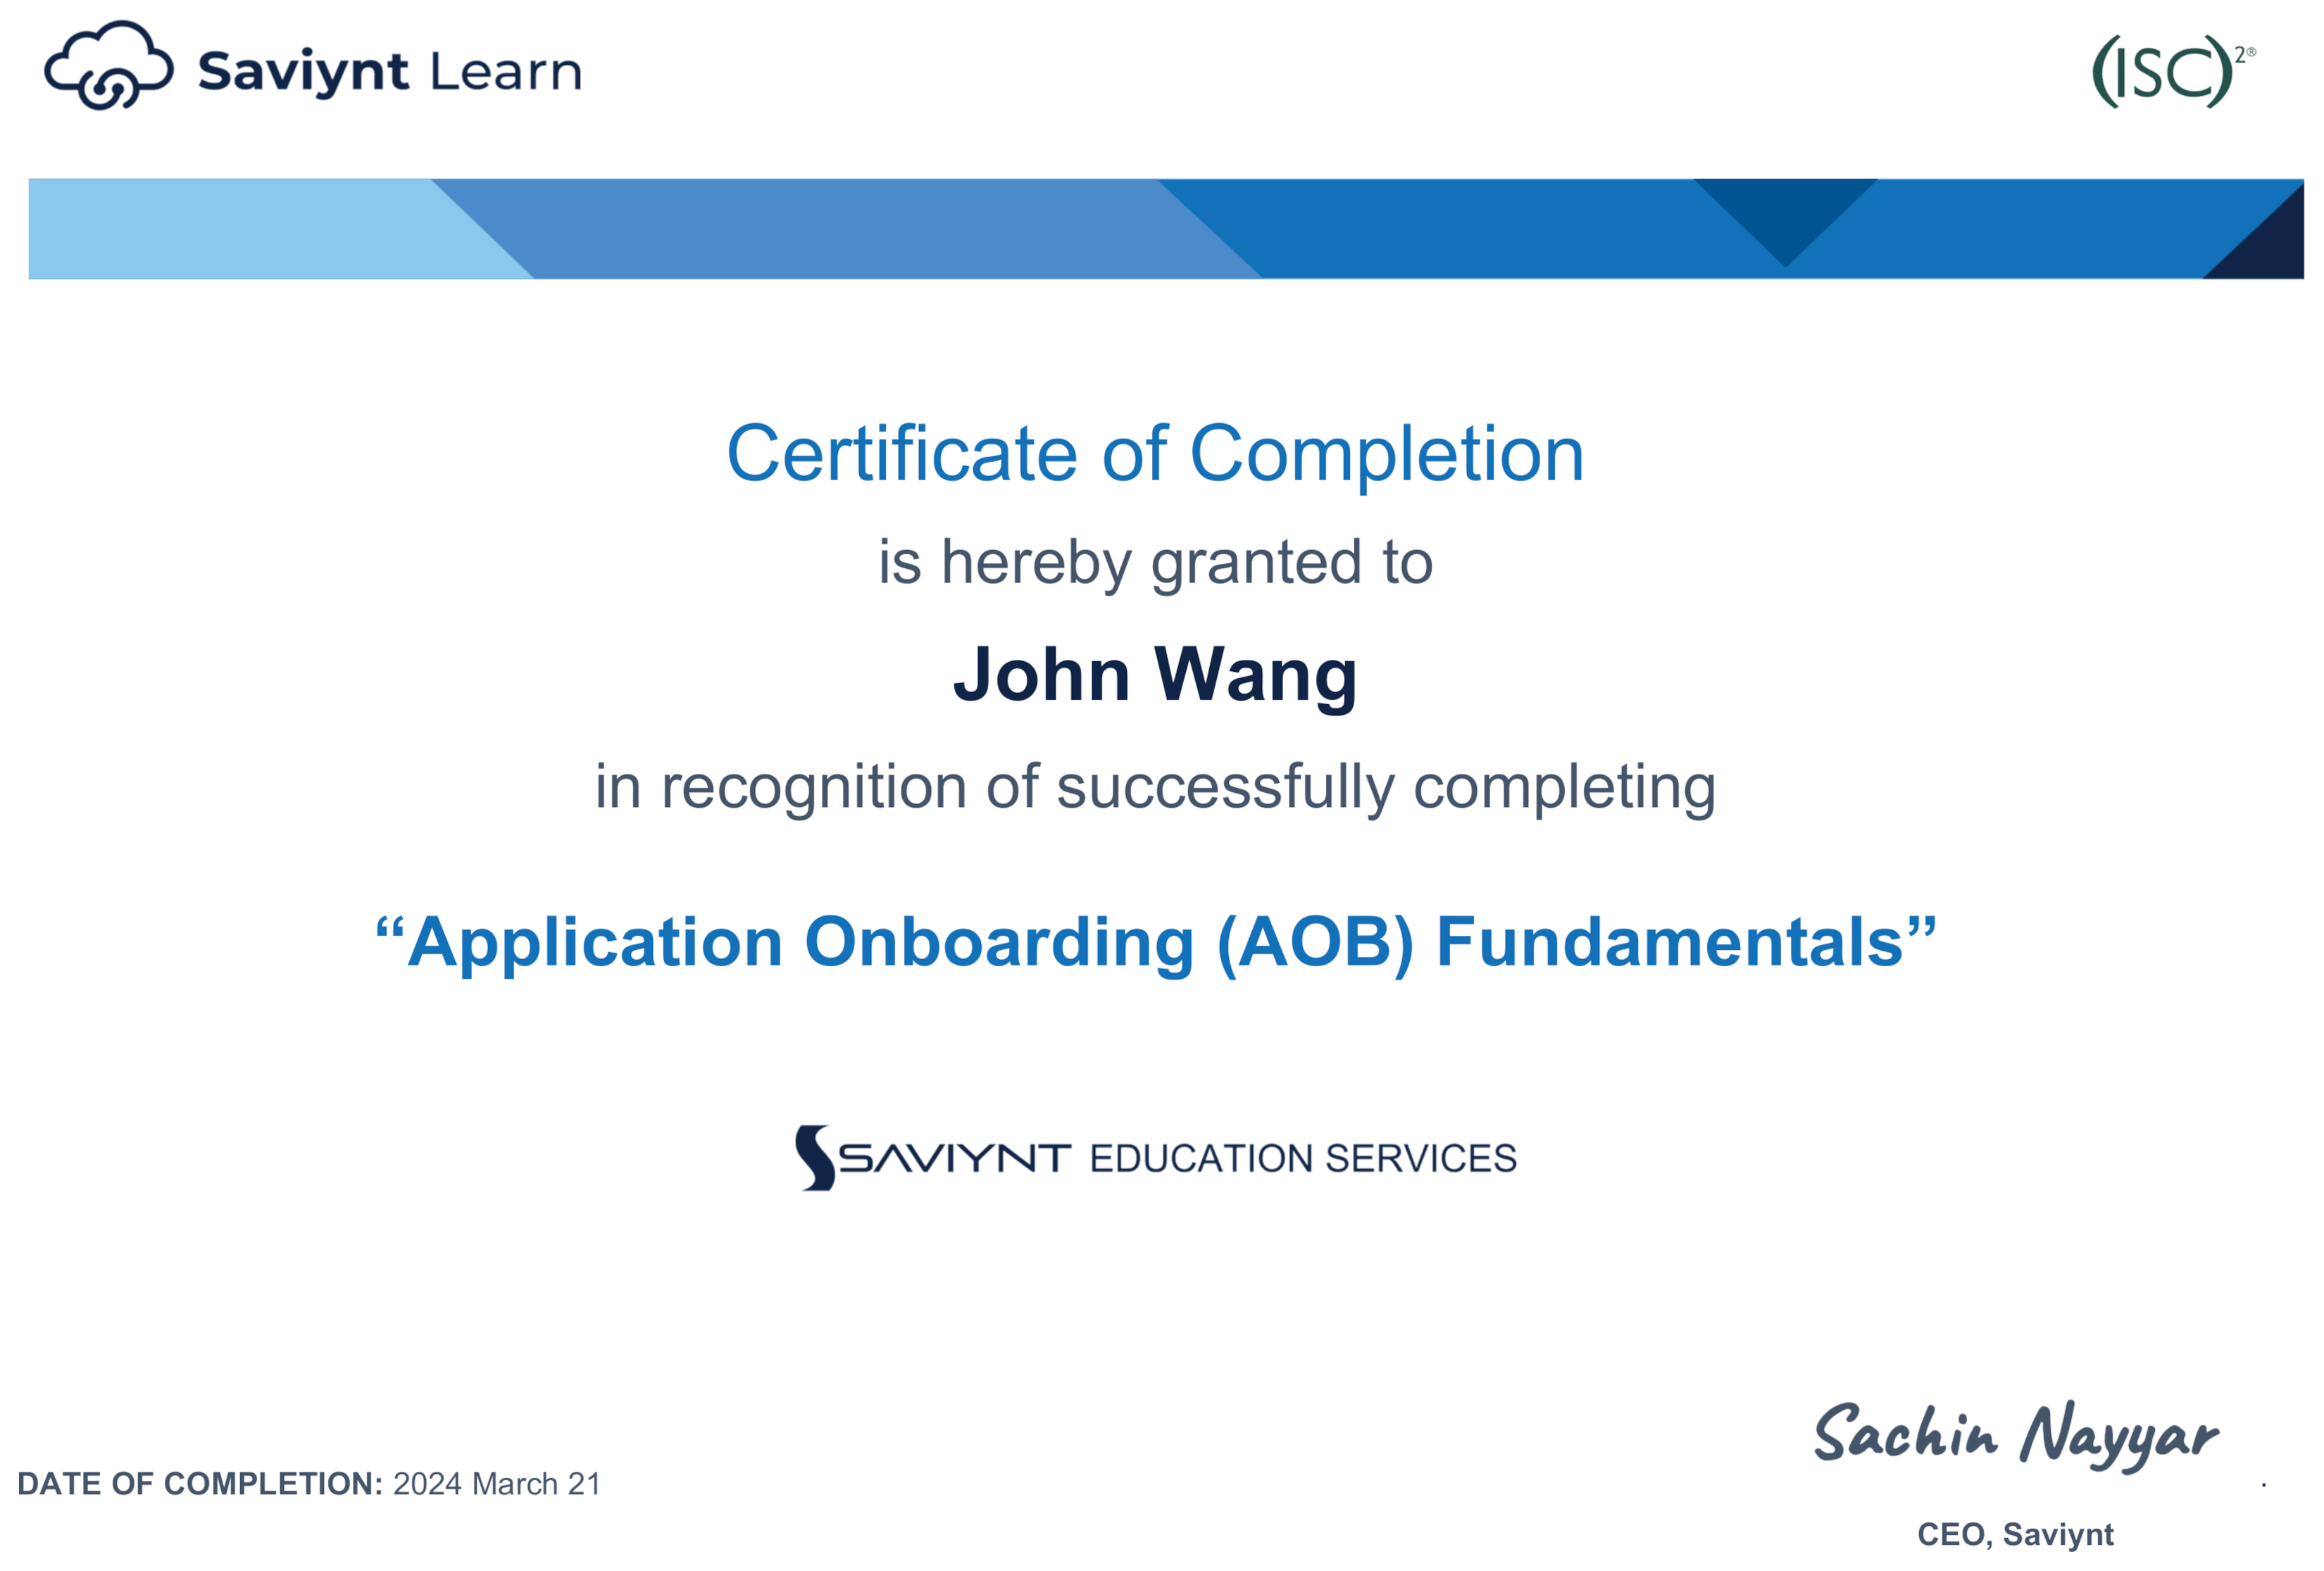 Saviynt Learn
(ISC)²®
Certificate of Completion
is hereby granted to
John Wang
in recognition of successfully completing
“Application Onboarding (AOB) Fundamentals”
SAVIYNT EDUCATION SERVICES
Sachin Nayyar
DATE OF COMPLETION: 2024 March 21
.
CEO, Saviynt